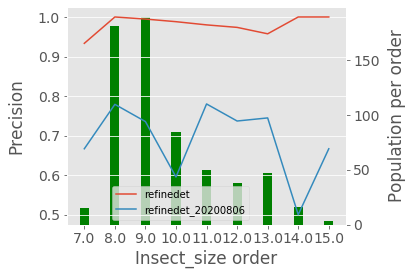 1.0
0.9
0.8
0.7
0.6
0.5
Precision
150
100
50
0
Population per order
refinedet
refinedet_20200806
7.0 8.0 9.0 10.0 11.0 12.0 13.0 14.0 15.0
Insect_size order